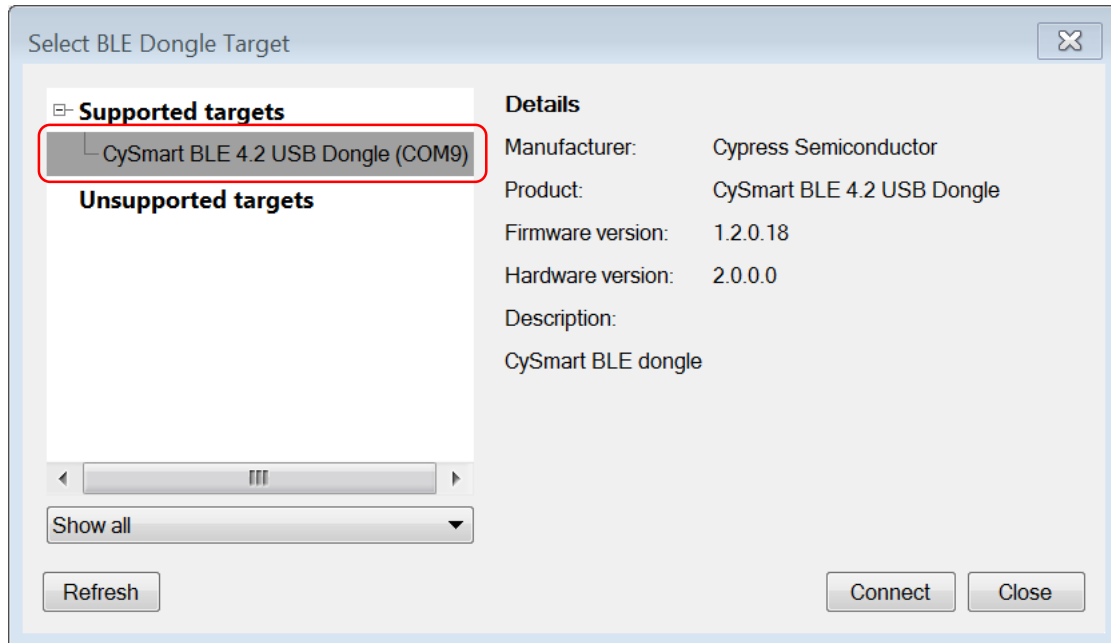 Select BLE Dongle Target
Supported targets
CySmart BLE 4.2 USB Dongle (COM9)
Unsupported targets
Show all
Details
Manufacturer: Cypress Semiconductor
Product: CySmart BLE 4.2 USB Dongle
Firmware version: 1.2.0.18
Hardware version: 2.0.0.0
Description:
CySmart BLE dongle
Refresh Connect Close